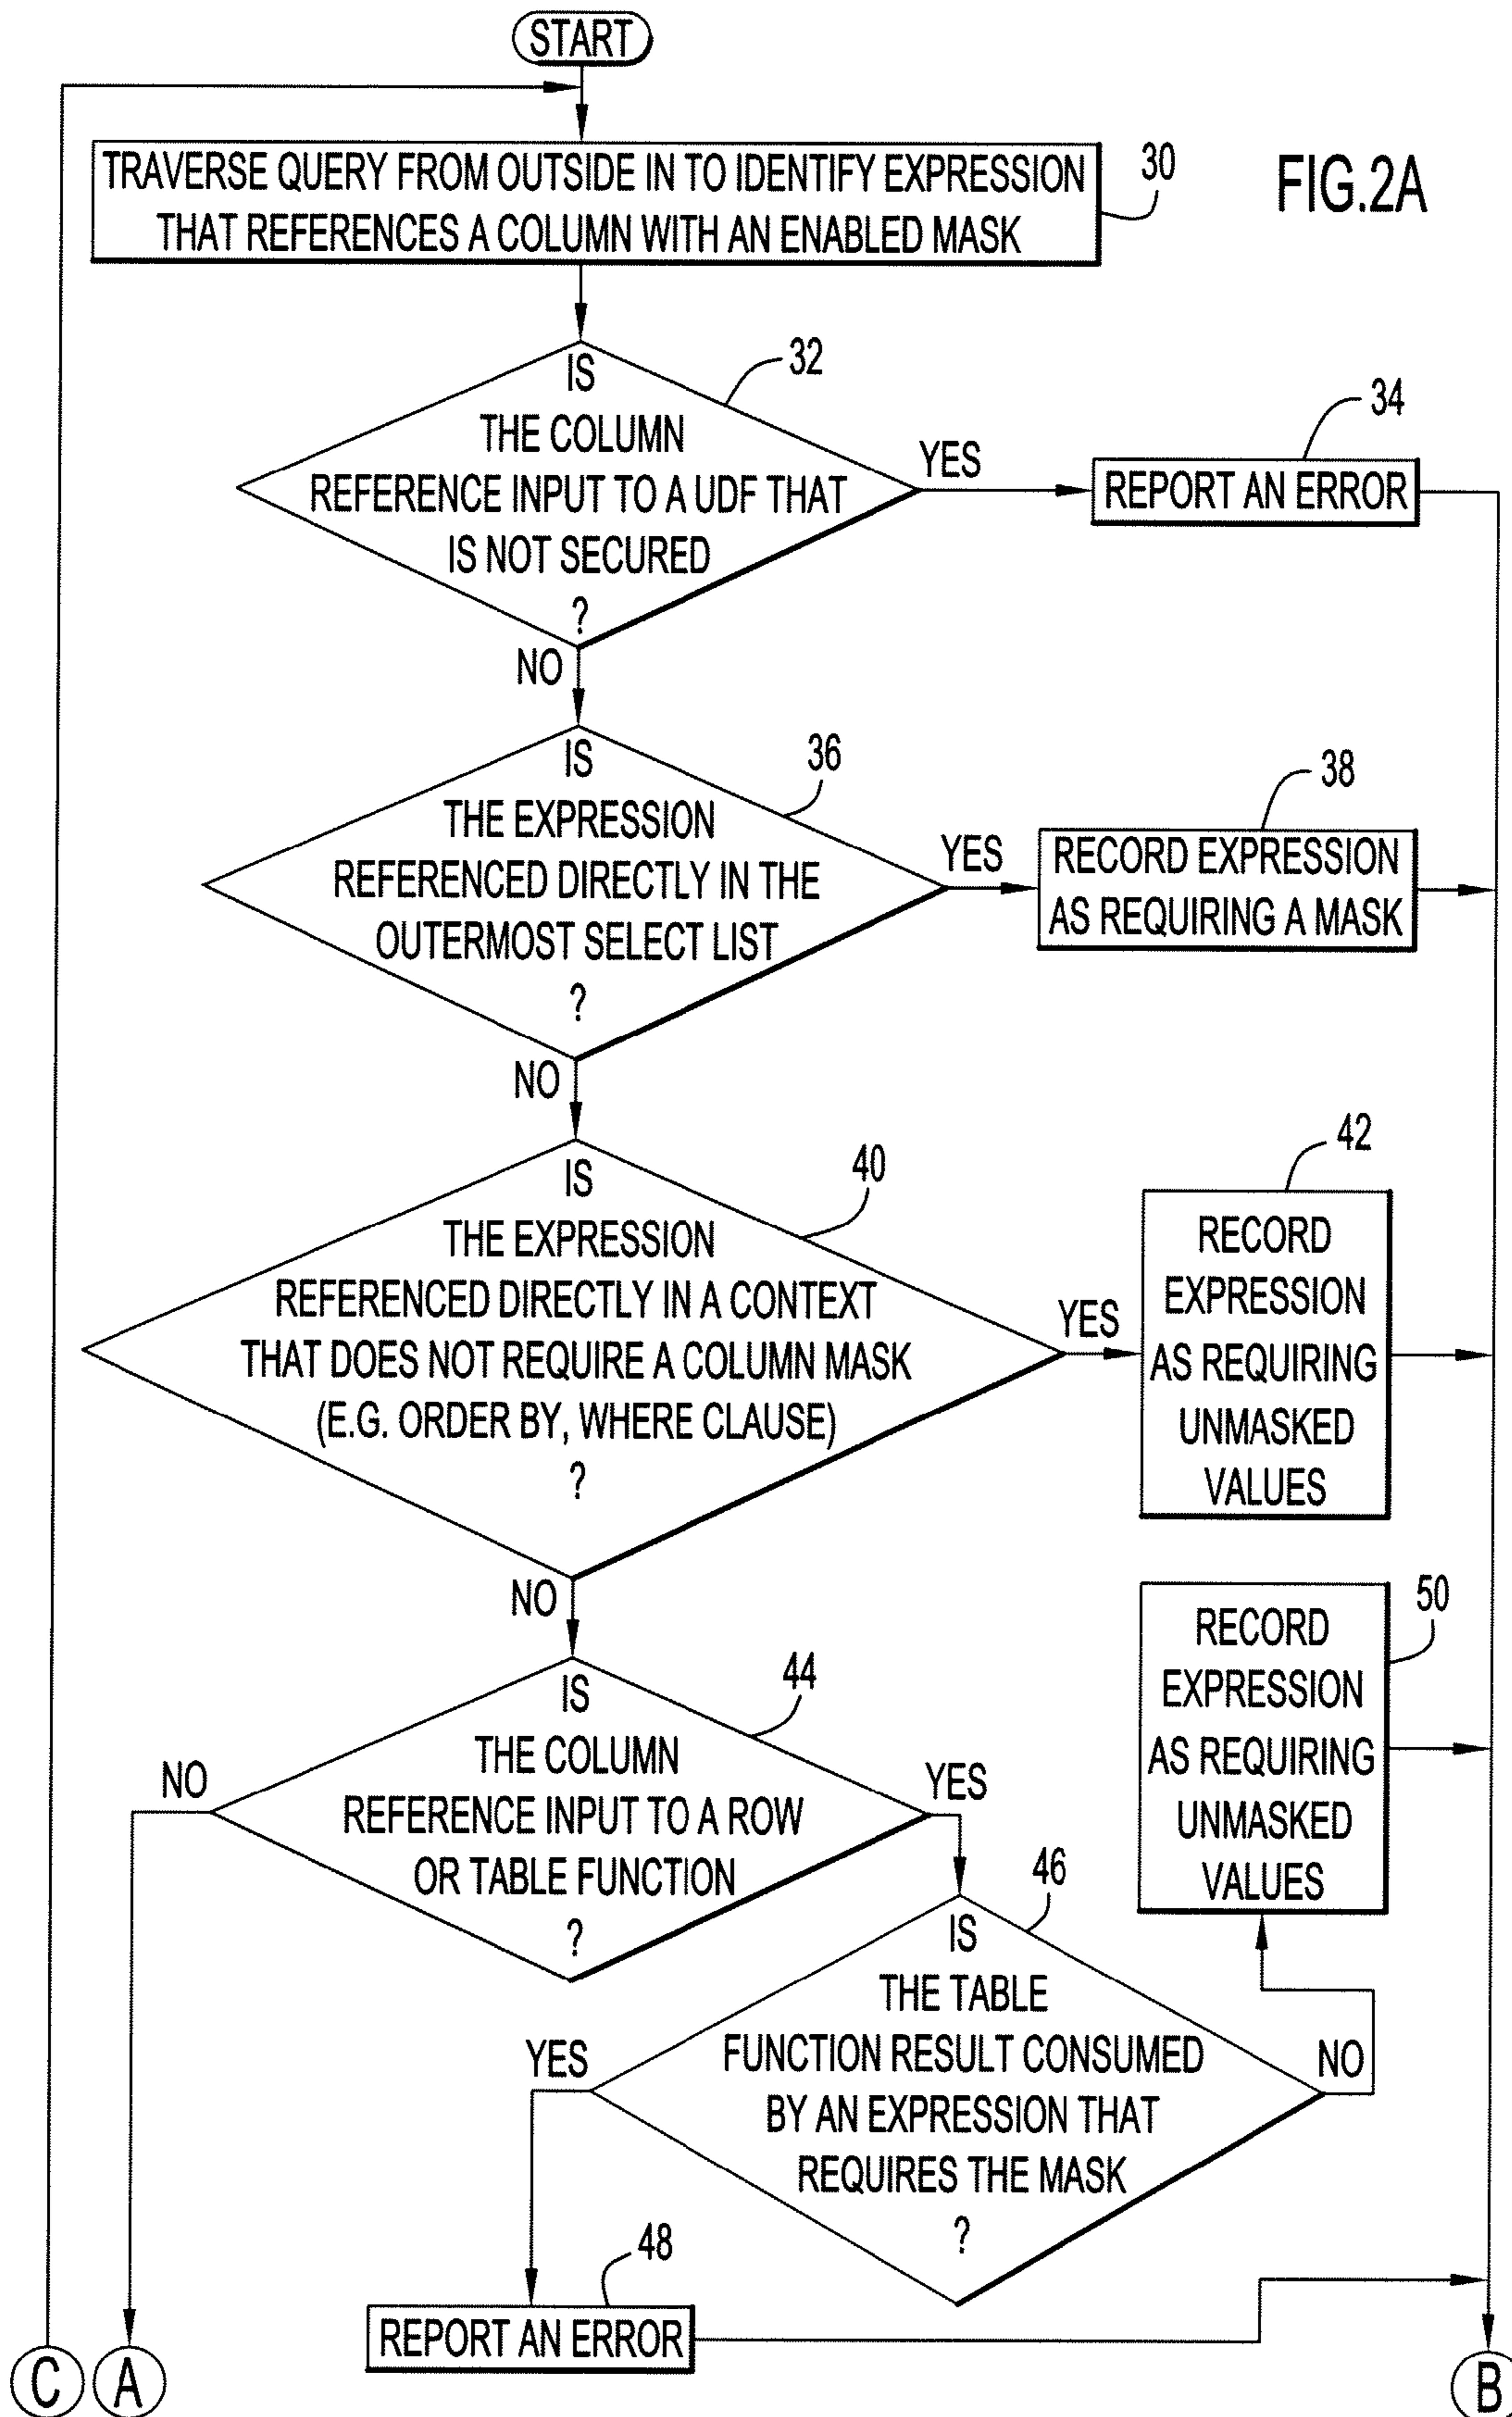 START
TRAVERSE QUERY FROM OUTSIDE IN TO IDENTIFY EXPRESSION
THAT REFERENCES A COLUMN WITH AN ENABLED MASK
30
FIG.2A
IS
THE COLUMN
REFERENCE INPUT TO A UDF THAT
IS NOT SECURED
?
32
YES
REPORT AN ERROR
34
NO
IS
THE EXPRESSION
REFERENCED DIRECTLY IN THE
OUTERMOST SELECT LIST
?
36
YES
RECORD EXPRESSION
AS REQUIRING A MASK
38
NO
IS
THE EXPRESSION
REFERENCED DIRECTLY IN A CONTEXT
THAT DOES NOT REQUIRE A COLUMN MASK
(E.G. ORDER BY, WHERE CLAUSE)
?
40
YES
RECORD
EXPRESSION
AS REQUIRING
UNMASKED
VALUES
42
NO
IS
THE COLUMN
REFERENCE INPUT TO A ROW
OR TABLE FUNCTION
?
44
NO
YES
IS
THE TABLE
FUNCTION RESULT CONSUMED
BY AN EXPRESSION THAT
REQUIRES THE MASK
?
46
YES
NO
RECORD
EXPRESSION
AS REQUIRING
UNMASKED
VALUES
50
REPORT AN ERROR
48
C
A
B